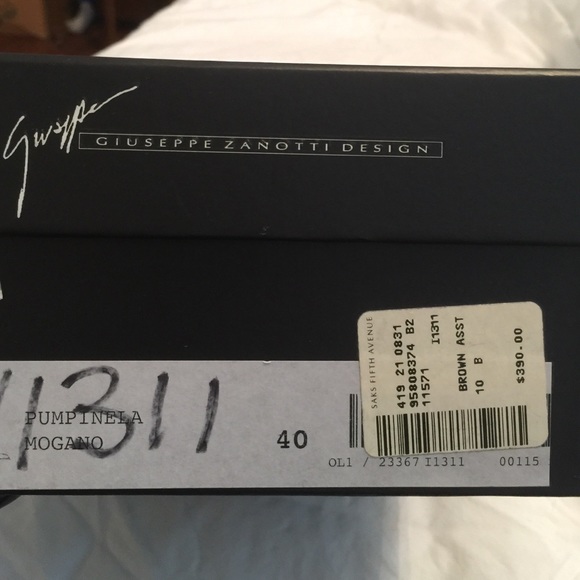 Giuseppe
GIUSEPPE ZANOTTI DESIGN
SAKS FIFTH AVENUE
419 21 0831
95808374 B2
11571 I1311
BROWN ASST
10 B
$390.00
11311
PUMPINELA
MOGANO
40
OL1 / 23367 I1311 00115